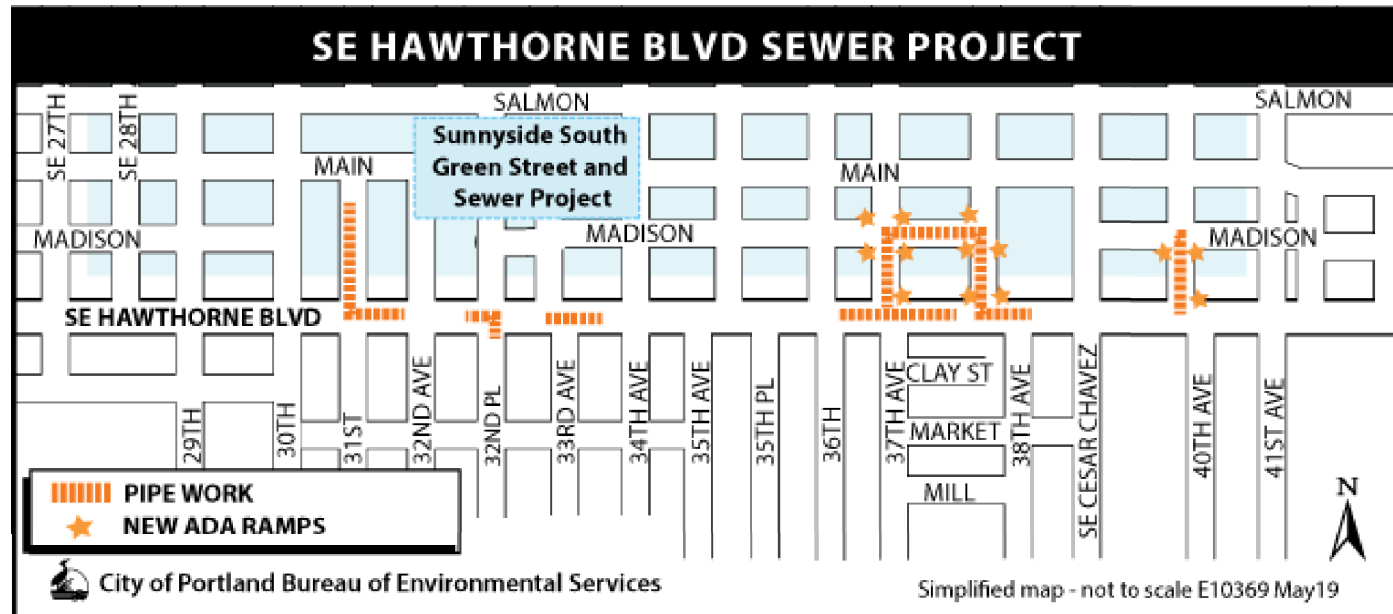 SE HAWTHORNE BLVD SEWER PROJECT
SE 27TH
SE 28TH
SALMON
SALMON
Sunnyside South
Green Street and
Sewer Project
MAIN
MAIN
MADISON
MADISON
MADISON
SE HAWTHORNE BLVD
29TH
30TH
31ST
32ND AVE
32ND PL
33RD AVE
34TH AVE
35TH AVE
35TH PL
36TH
37TH AVE
CLAY ST
MARKET
MILL
38TH AVE
SE CESAR CHAVEZ
40TH AVE
41ST AVE
PIPE WORK
NEW ADA RAMPS
N
City of Portland Bureau of Environmental Services
Simplified map - not to scale E10369 May19